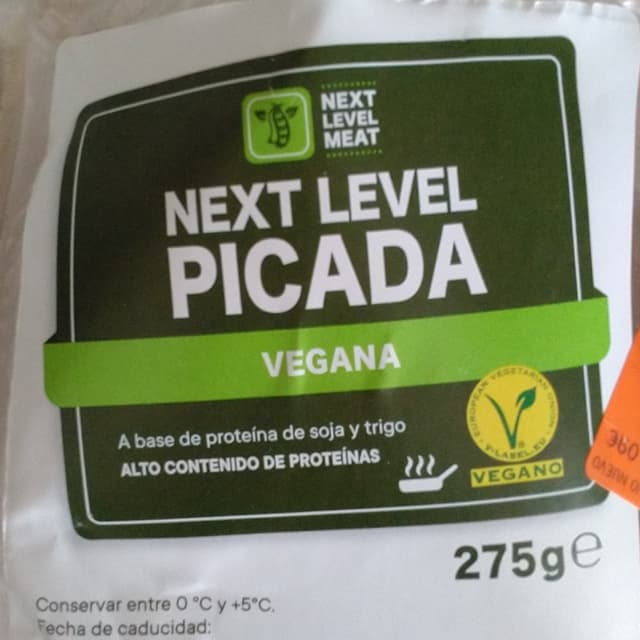 NEXT
LEVEL
MEAT
NEXT LEVEL
PICADA
VEGANA
A base de proteína de soja y trigo
ALTO CONTENIDO DE PROTEÍNAS
EUROPEAN VEGETARIAN UNION
V-LABEL.EU
VEGANO
275g℮
Conservar entre 0 °C y +5°C.
Fecha de caducidad: